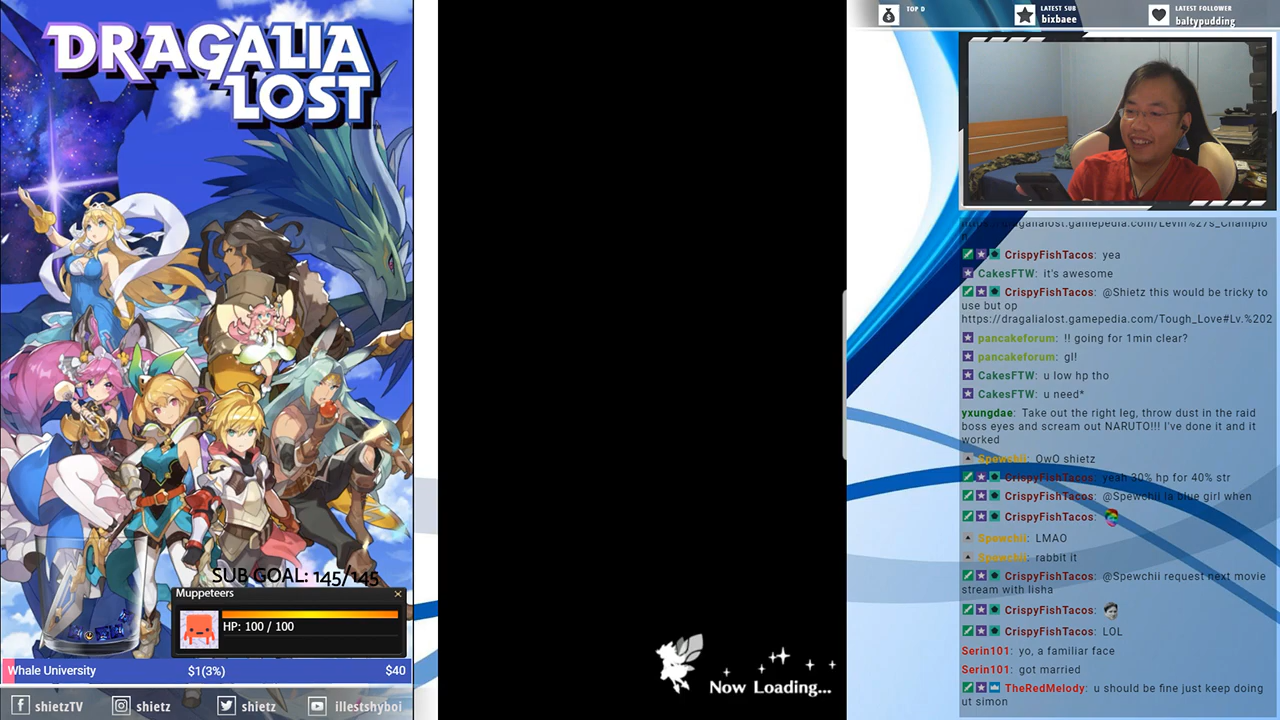 DRAGALIA
LOST
SUB GOAL: 145/145
Muppeteers
HP: 100 / 100
Whale University $1(3%) $40
shietzTV shietz shietz illestshyboi
Now Loading...
TOP D
LATEST SUB
bixbaee
LATEST FOLLOWER
baltypudding
CrispyFishTacos: yea
CakesFTW: it's awesome
CrispyFishTacos: @Shietz this would be tricky to
use but op
https://dragalialost.gamepedia.com/Tough_Love#Lv.%202
pancakeforum: !! going for 1min clear?
pancakeforum: gl!
CakesFTW: u low hp tho
CakesFTW: u need*
yxungdae: Take out the right leg, throw dust in the raid
boss eyes and scream out NARUTO!!! I've done it and it
worked
Spewchii: OwO shietz
CrispyFishTacos: yeah 30% hp for 40% str
CrispyFishTacos: @Spewchii la blue girl when
CrispyFishTacos:
Spewchii: LMAO
Spewchii: rabbit it
CrispyFishTacos: @Spewchii request next movie
stream with lisha
CrispyFishTacos:
CrispyFishTacos: LOL
Serin101: yo, a familiar face
Serin101: got married
TheRedMelody: u should be fine just keep doing
ut simon